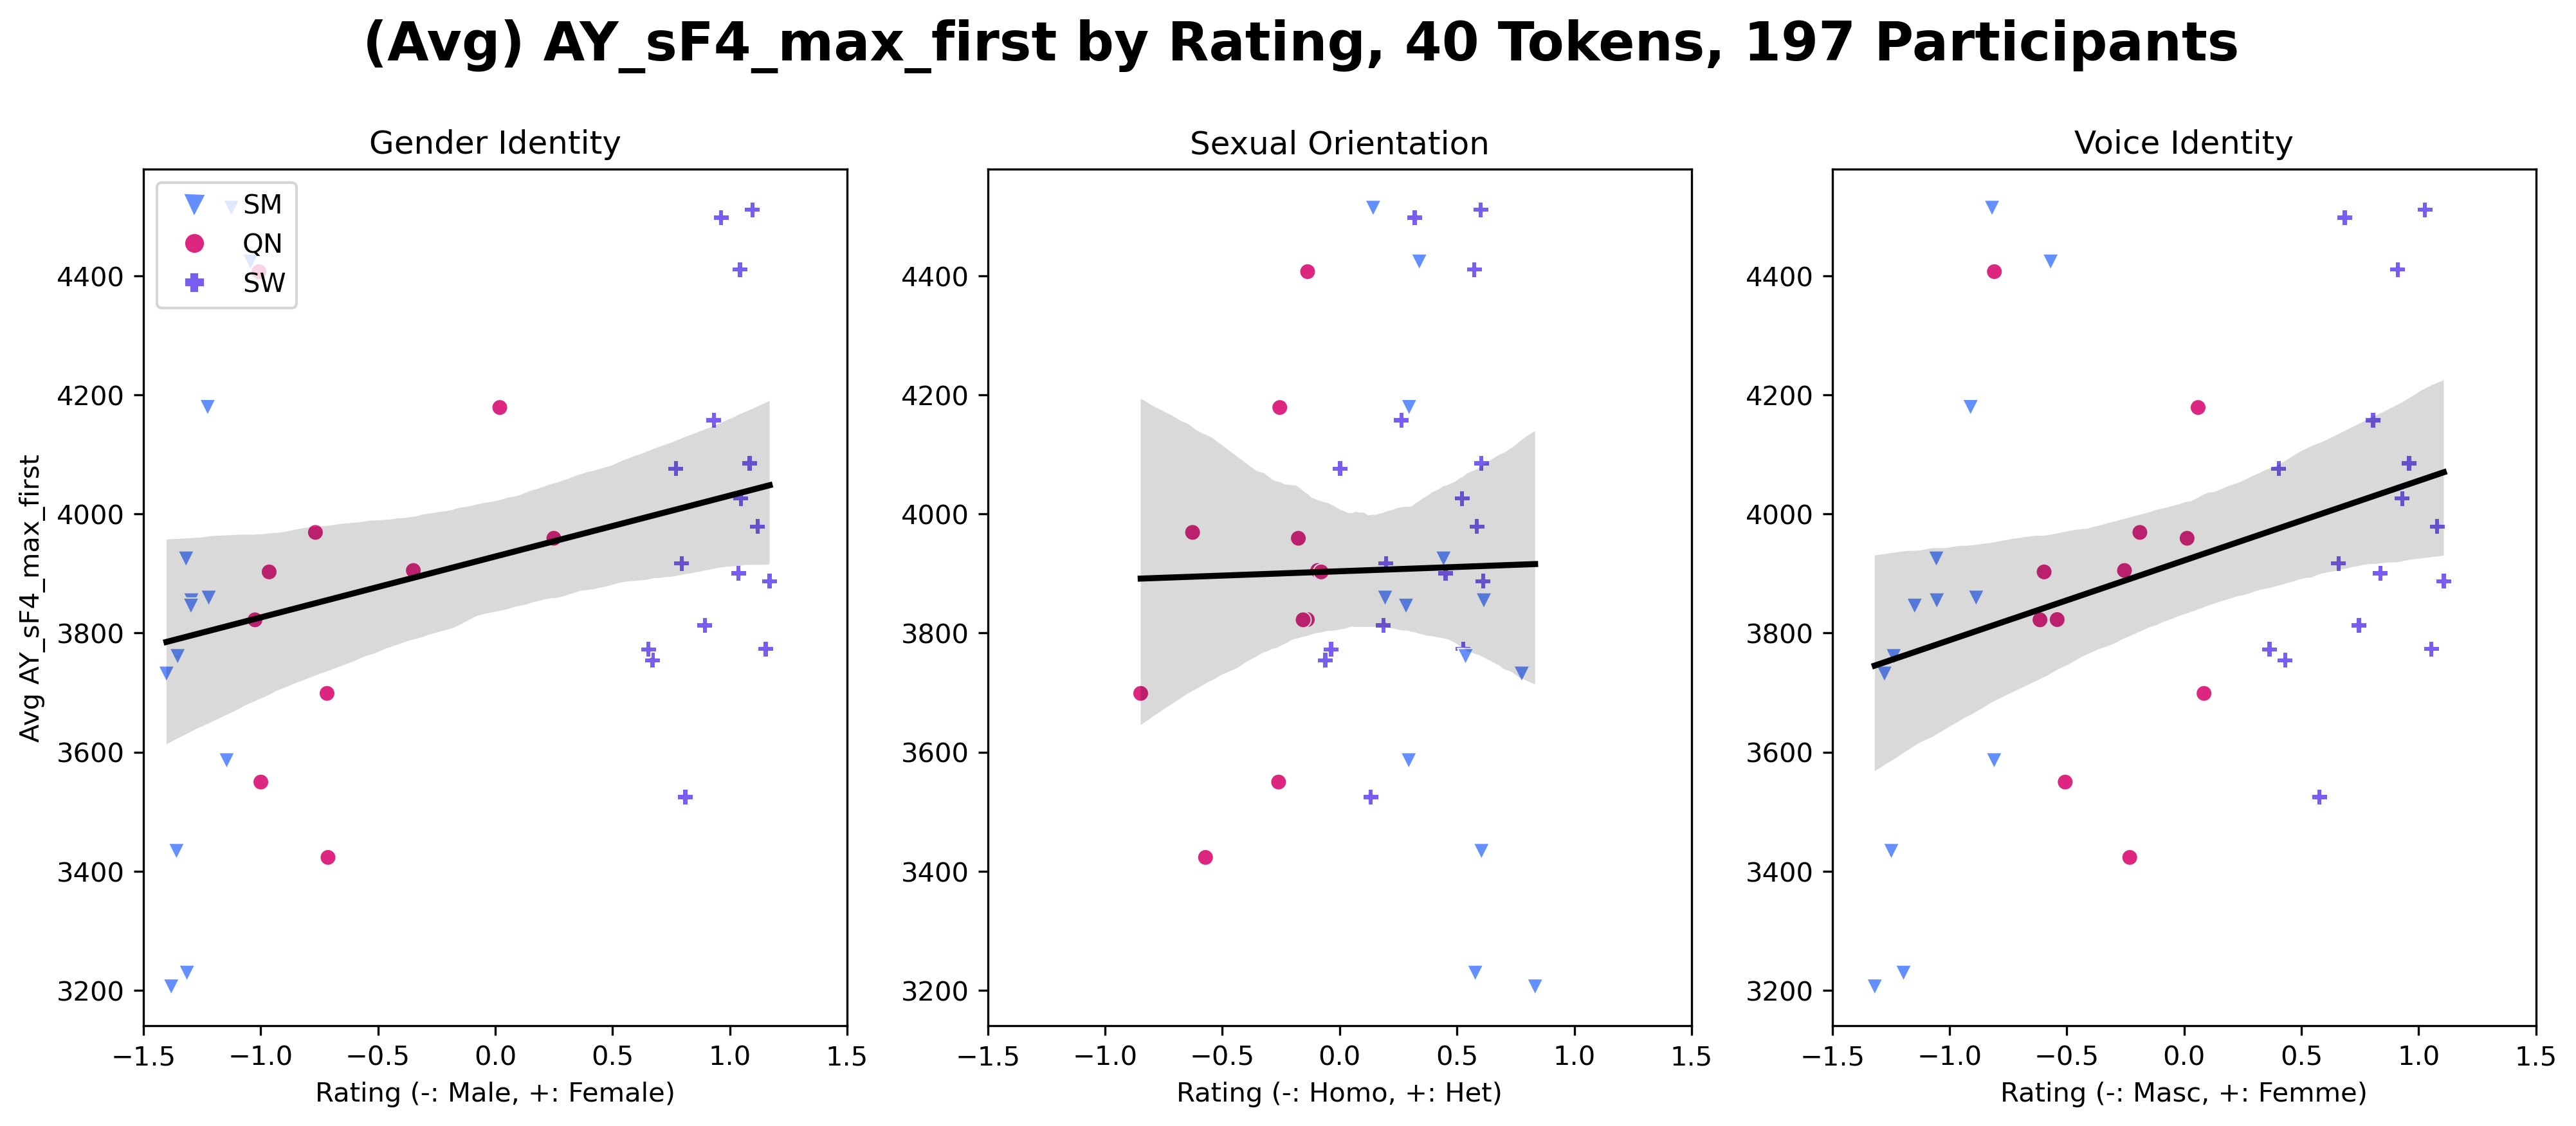 (Avg) AY_sF4_max_first by Rating, 40 Tokens, 197 Participants
Gender Identity
SM
QN
SW
Avg AY_sF4_max_first
4400
4200
4000
3800
3600
3400
3200
−1.5 −1.0 −0.5 0.0 0.5 1.0 1.5
Rating (-: Male, +: Female)
Sexual Orientation
4400
4200
4000
3800
3600
3400
3200
−1.5 −1.0 −0.5 0.0 0.5 1.0 1.5
Rating (-: Homo, +: Het)
Voice Identity
4400
4200
4000
3800
3600
3400
3200
−1.5 −1.0 −0.5 0.0 0.5 1.0 1.5
Rating (-: Masc, +: Femme)